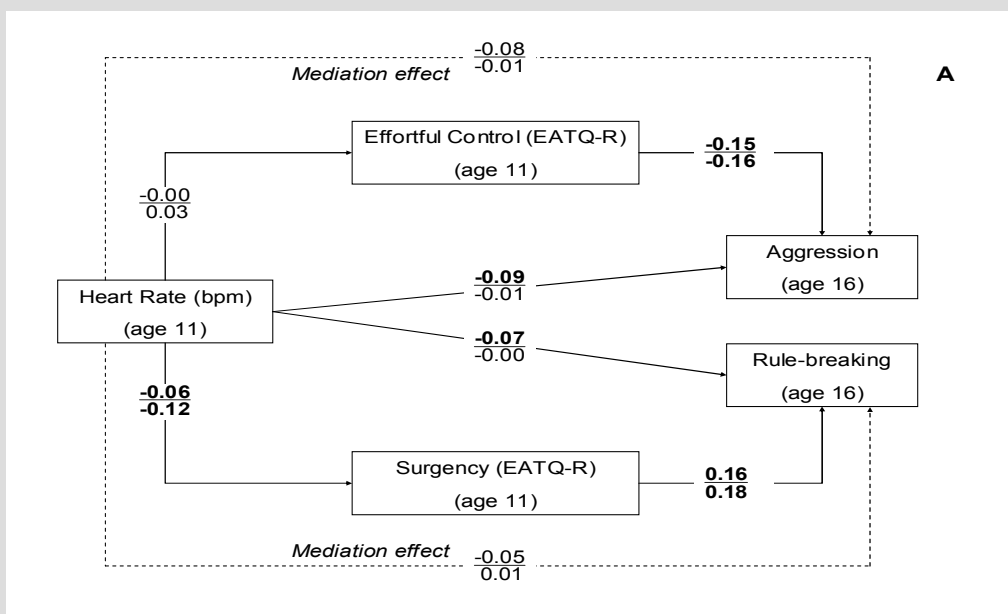 -0.08
-0.01
Mediation effect
A
Effortful Control (EATQ-R)
(age 11)
-0.15
-0.16
-0.00
0.03
Aggression
(age 16)
-0.09
-0.01
Heart Rate (bpm)
(age 11)
-0.07
-0.00
Rule-breaking
(age 16)
-0.06
-0.12
Surgency (EATQ-R)
(age 11)
0.16
0.18
Mediation effect
-0.05
0.01